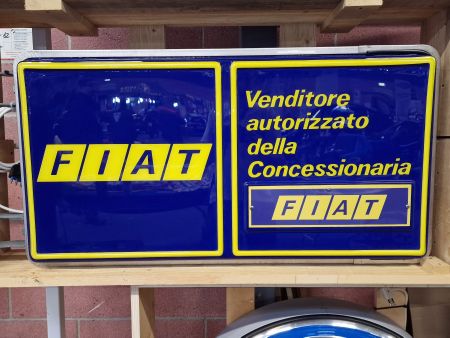 FIAT
Venditore
autorizzato
della
Concessionaria
FIAT